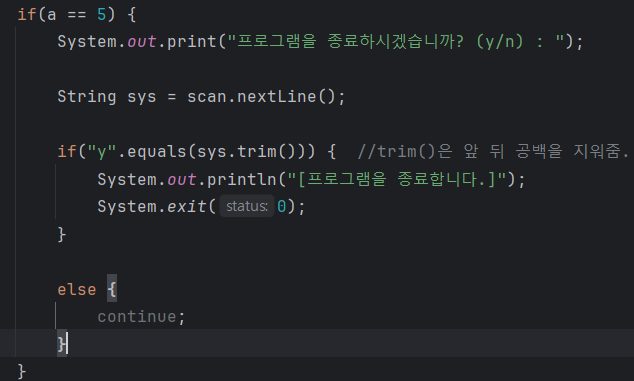 if(a == 5) {
System.out.print("프로그램을 종료하시겠습니까? (y/n) : ");
String sys = scan.nextLine();
if("y".equals(sys.trim())) {  //trim()은 앞 뒤 공백을 지워줌.
System.out.println("[프로그램을 종료합니다.]");
System.exit( status: 0);
}
else {
continue;
}
}